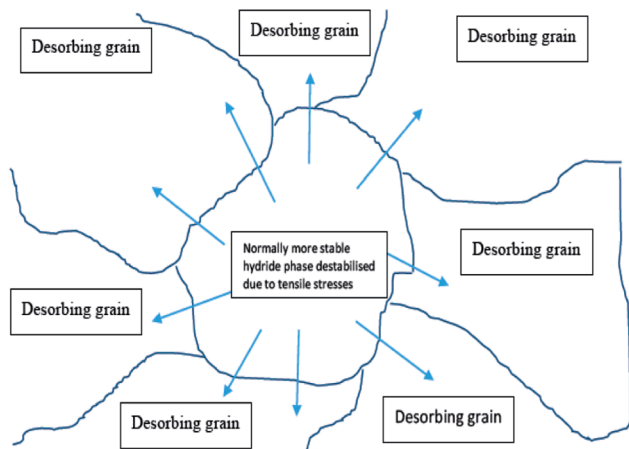 Desorbing grain
Desorbing grain
Desorbing grain
Normally more stable
hydride phase destabilised
due to tensile stresses
Desorbing grain
Desorbing grain
Desorbing grain
Desorbing grain